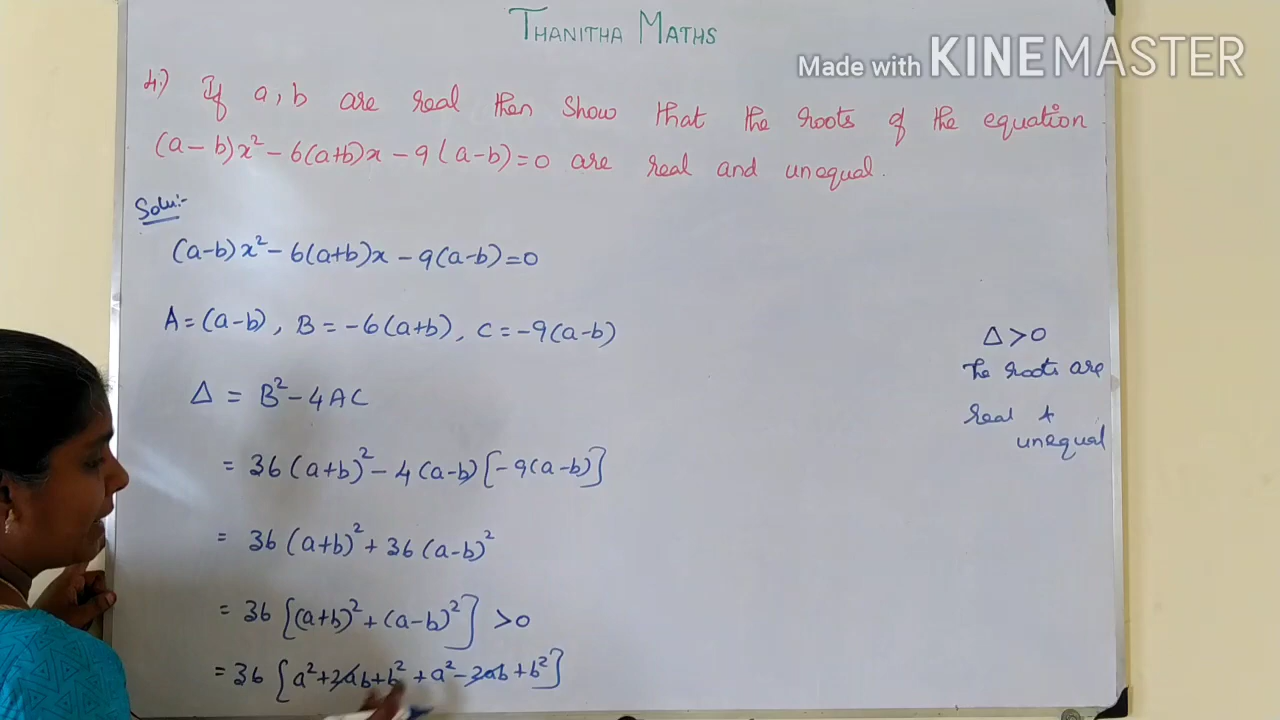 THANITHA MATHS
Made with KINEMASTER
4.) If a, b are real then show that the roots of the equation
(a-b)x² - 6(a+b)x - 9(a-b) = 0 are real and unequal.
Solu:-
(a-b)x² - 6(a+b)x - 9(a-b) = 0
A = (a-b), B = -6(a+b), C = -9(a-b)
Δ = B² - 4AC
= 36(a+b)² - 4(a-b)[-9(a-b)]
= 36(a+b)² + 36(a-b)²
= 36[(a+b)² + (a-b)²] > 0
= 36[a² + 2ab + b² + a² - 2ab + b²]
Δ > 0
The roots are
real &
unequal